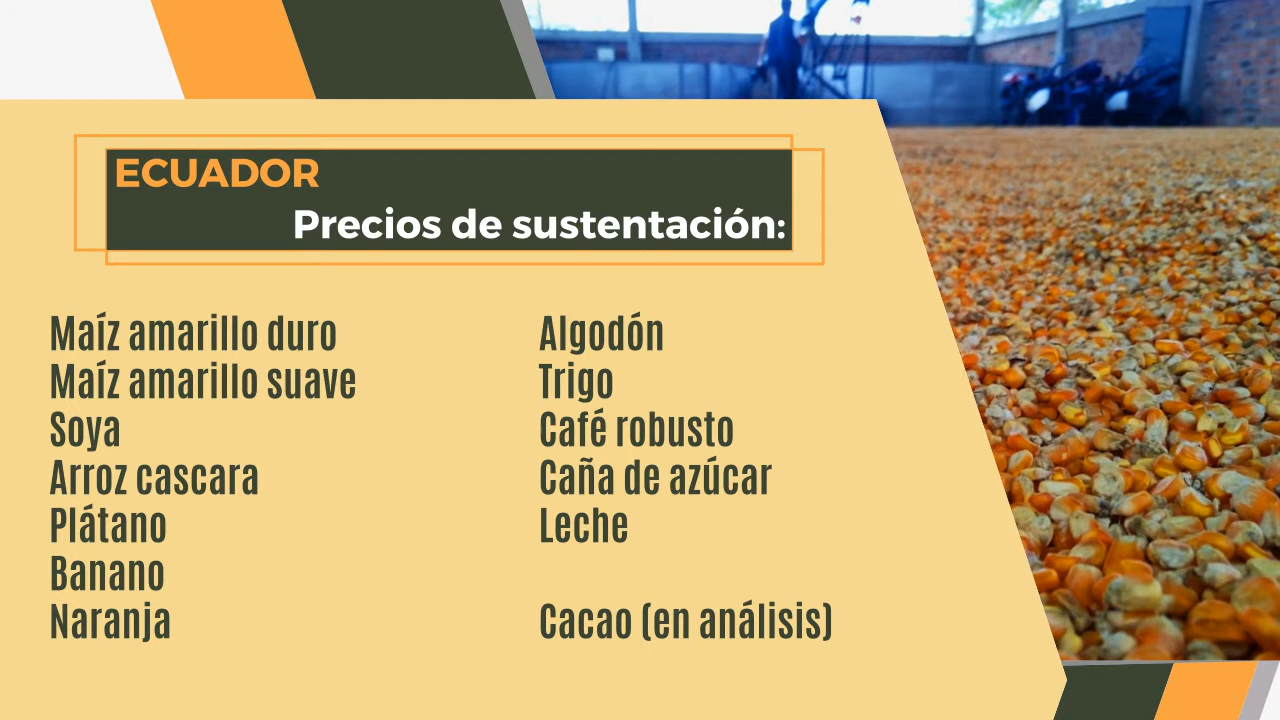 ECUADOR
Precios de sustentación:
Maíz amarillo duro
Maíz amarillo suave
Soya
Arroz cascara
Plátano
Banano
Naranja
Algodón
Trigo
Café robusto
Caña de azúcar
Leche
Cacao (en análisis)